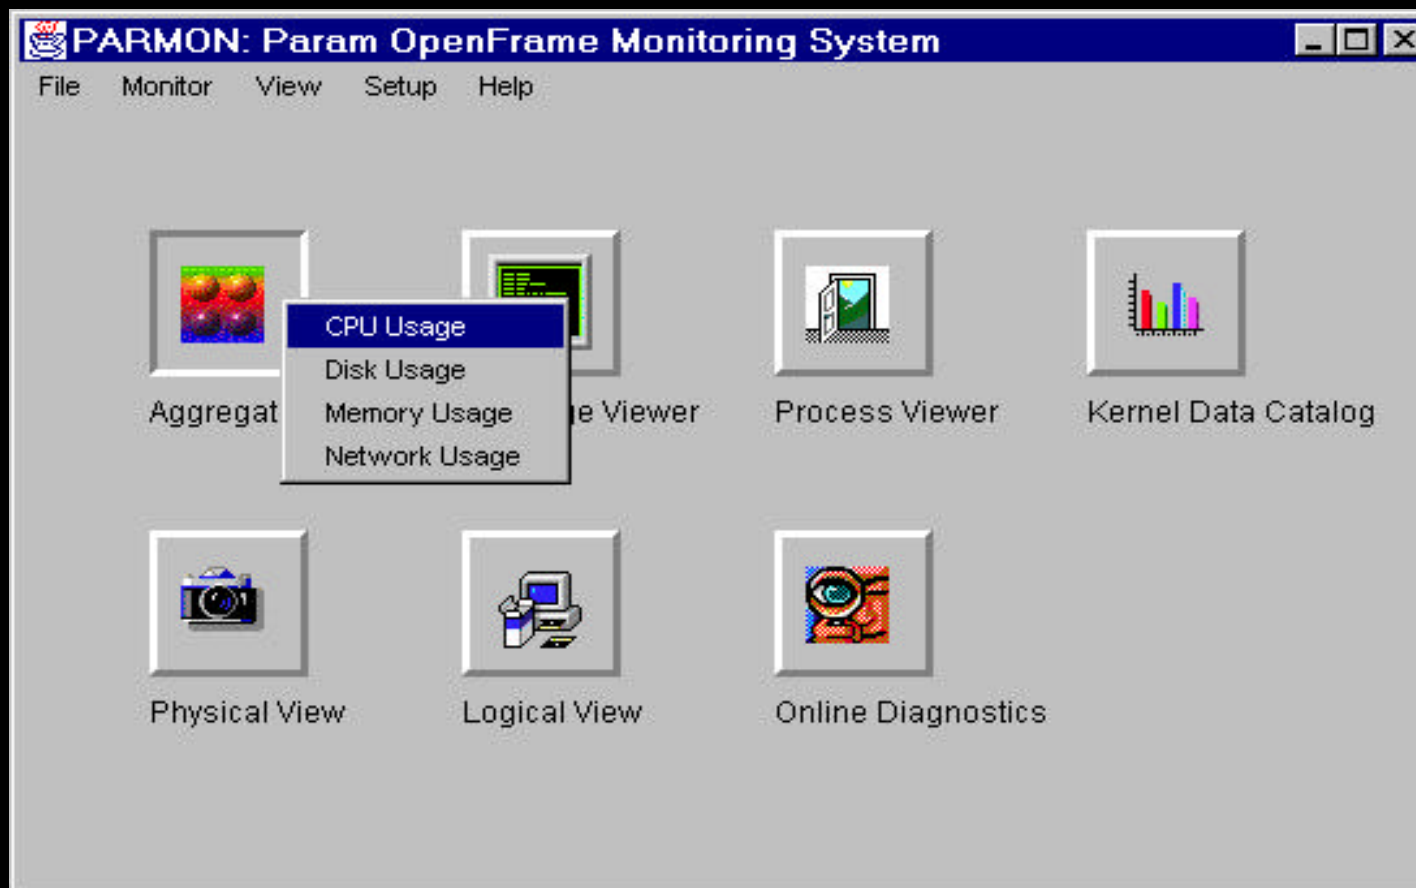 PARMON: Param OpenFrame Monitoring System
File Monitor View Setup Help
CPU Usage
Disk Usage
Memory Usage
Network Usage
Viewer
Process Viewer
Kernel Data Catalog
Physical View
Logical View
Online Diagnostics